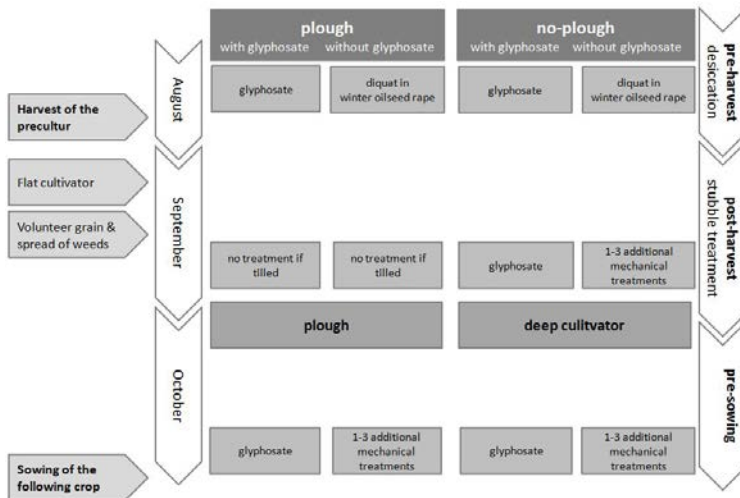 plough
no-plough
with glyphosate
without glyphosate
with glyphosate
without glyphosate
August
pre-harvest
desiccation
glyphosate
diquat in
winter oilseed rape
glyphosate
diquat in
winter oilseed rape
Harvest of the
precultur
Flat cultivator
Volunteer grain &
spread of weeds
September
post-harvest
stubble treatment
no treatment if
tilled
no treatment if
tilled
glyphosate
1-3 additional
mechanical
treatments
plough
deep culitvator
October
pre-sowing
glyphosate
1-3 additional
mechanical
treatments
glyphosate
1-3 additional
mechanical
treatments
Sowing of the
following crop